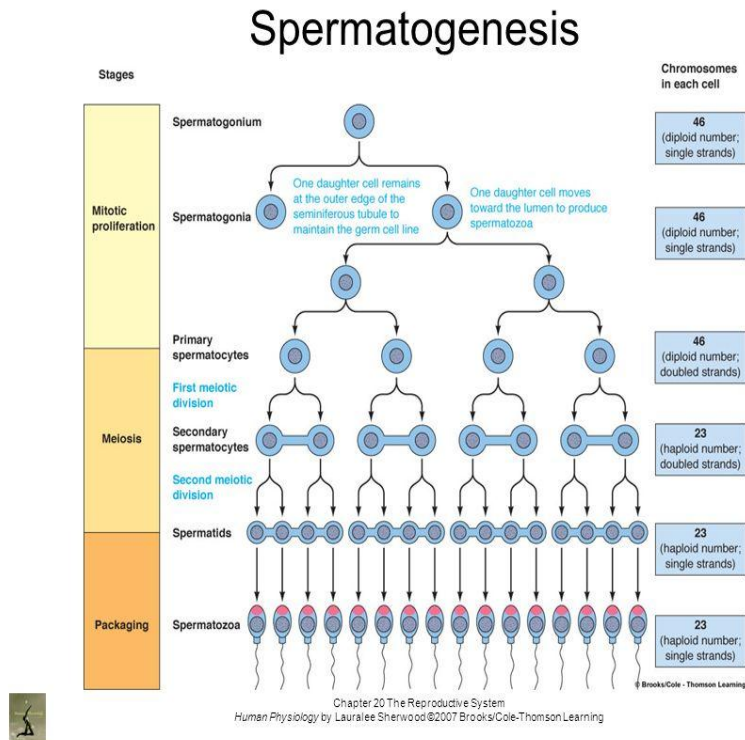 Spermatogenesis
Stages
Chromosomes
in each cell
Spermatogonium
46
(diploid number;
single strands)
Mitotic
proliferation
One daughter cell remains
at the outer edge of the
seminiferous tubule to
maintain the germ cell line
One daughter cell moves
toward the lumen to produce
spermatozoa
Spermatogonia
46
(diploid number;
single strands)
Primary
spermatocytes
46
(diploid number;
doubled strands)
First meiotic
division
Meiosis
Secondary
spermatocytes
23
(haploid number;
doubled strands)
Second meiotic
division
Spermatids
23
(haploid number;
single strands)
Packaging
Spermatozoa
23
(haploid number;
single strands)
© Brooks/Cole - Thomson Learning
Chapter 20 The Reproductive System
Human Physiology by Lauralee Sherwood ©2007 Brooks/Cole-Thomson Learning